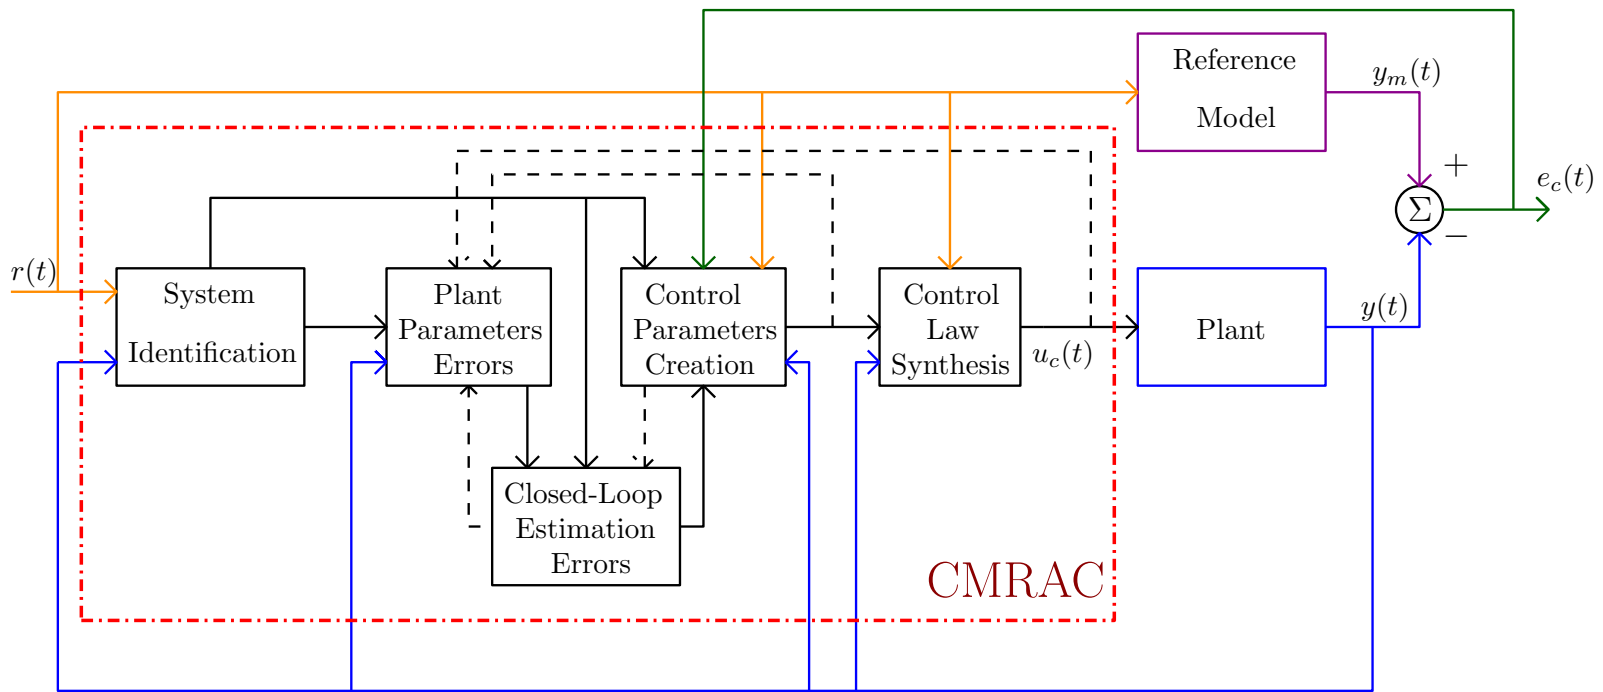 Reference
Model
y_m(t)
+
e_c(t)
Σ
−
r(t)
System
Identification
Plant
Parameters
Errors
Control
Parameters
Creation
Control
Law
Synthesis
u_c(t)
Plant
y(t)
Closed-Loop
Estimation
Errors
CMRAC